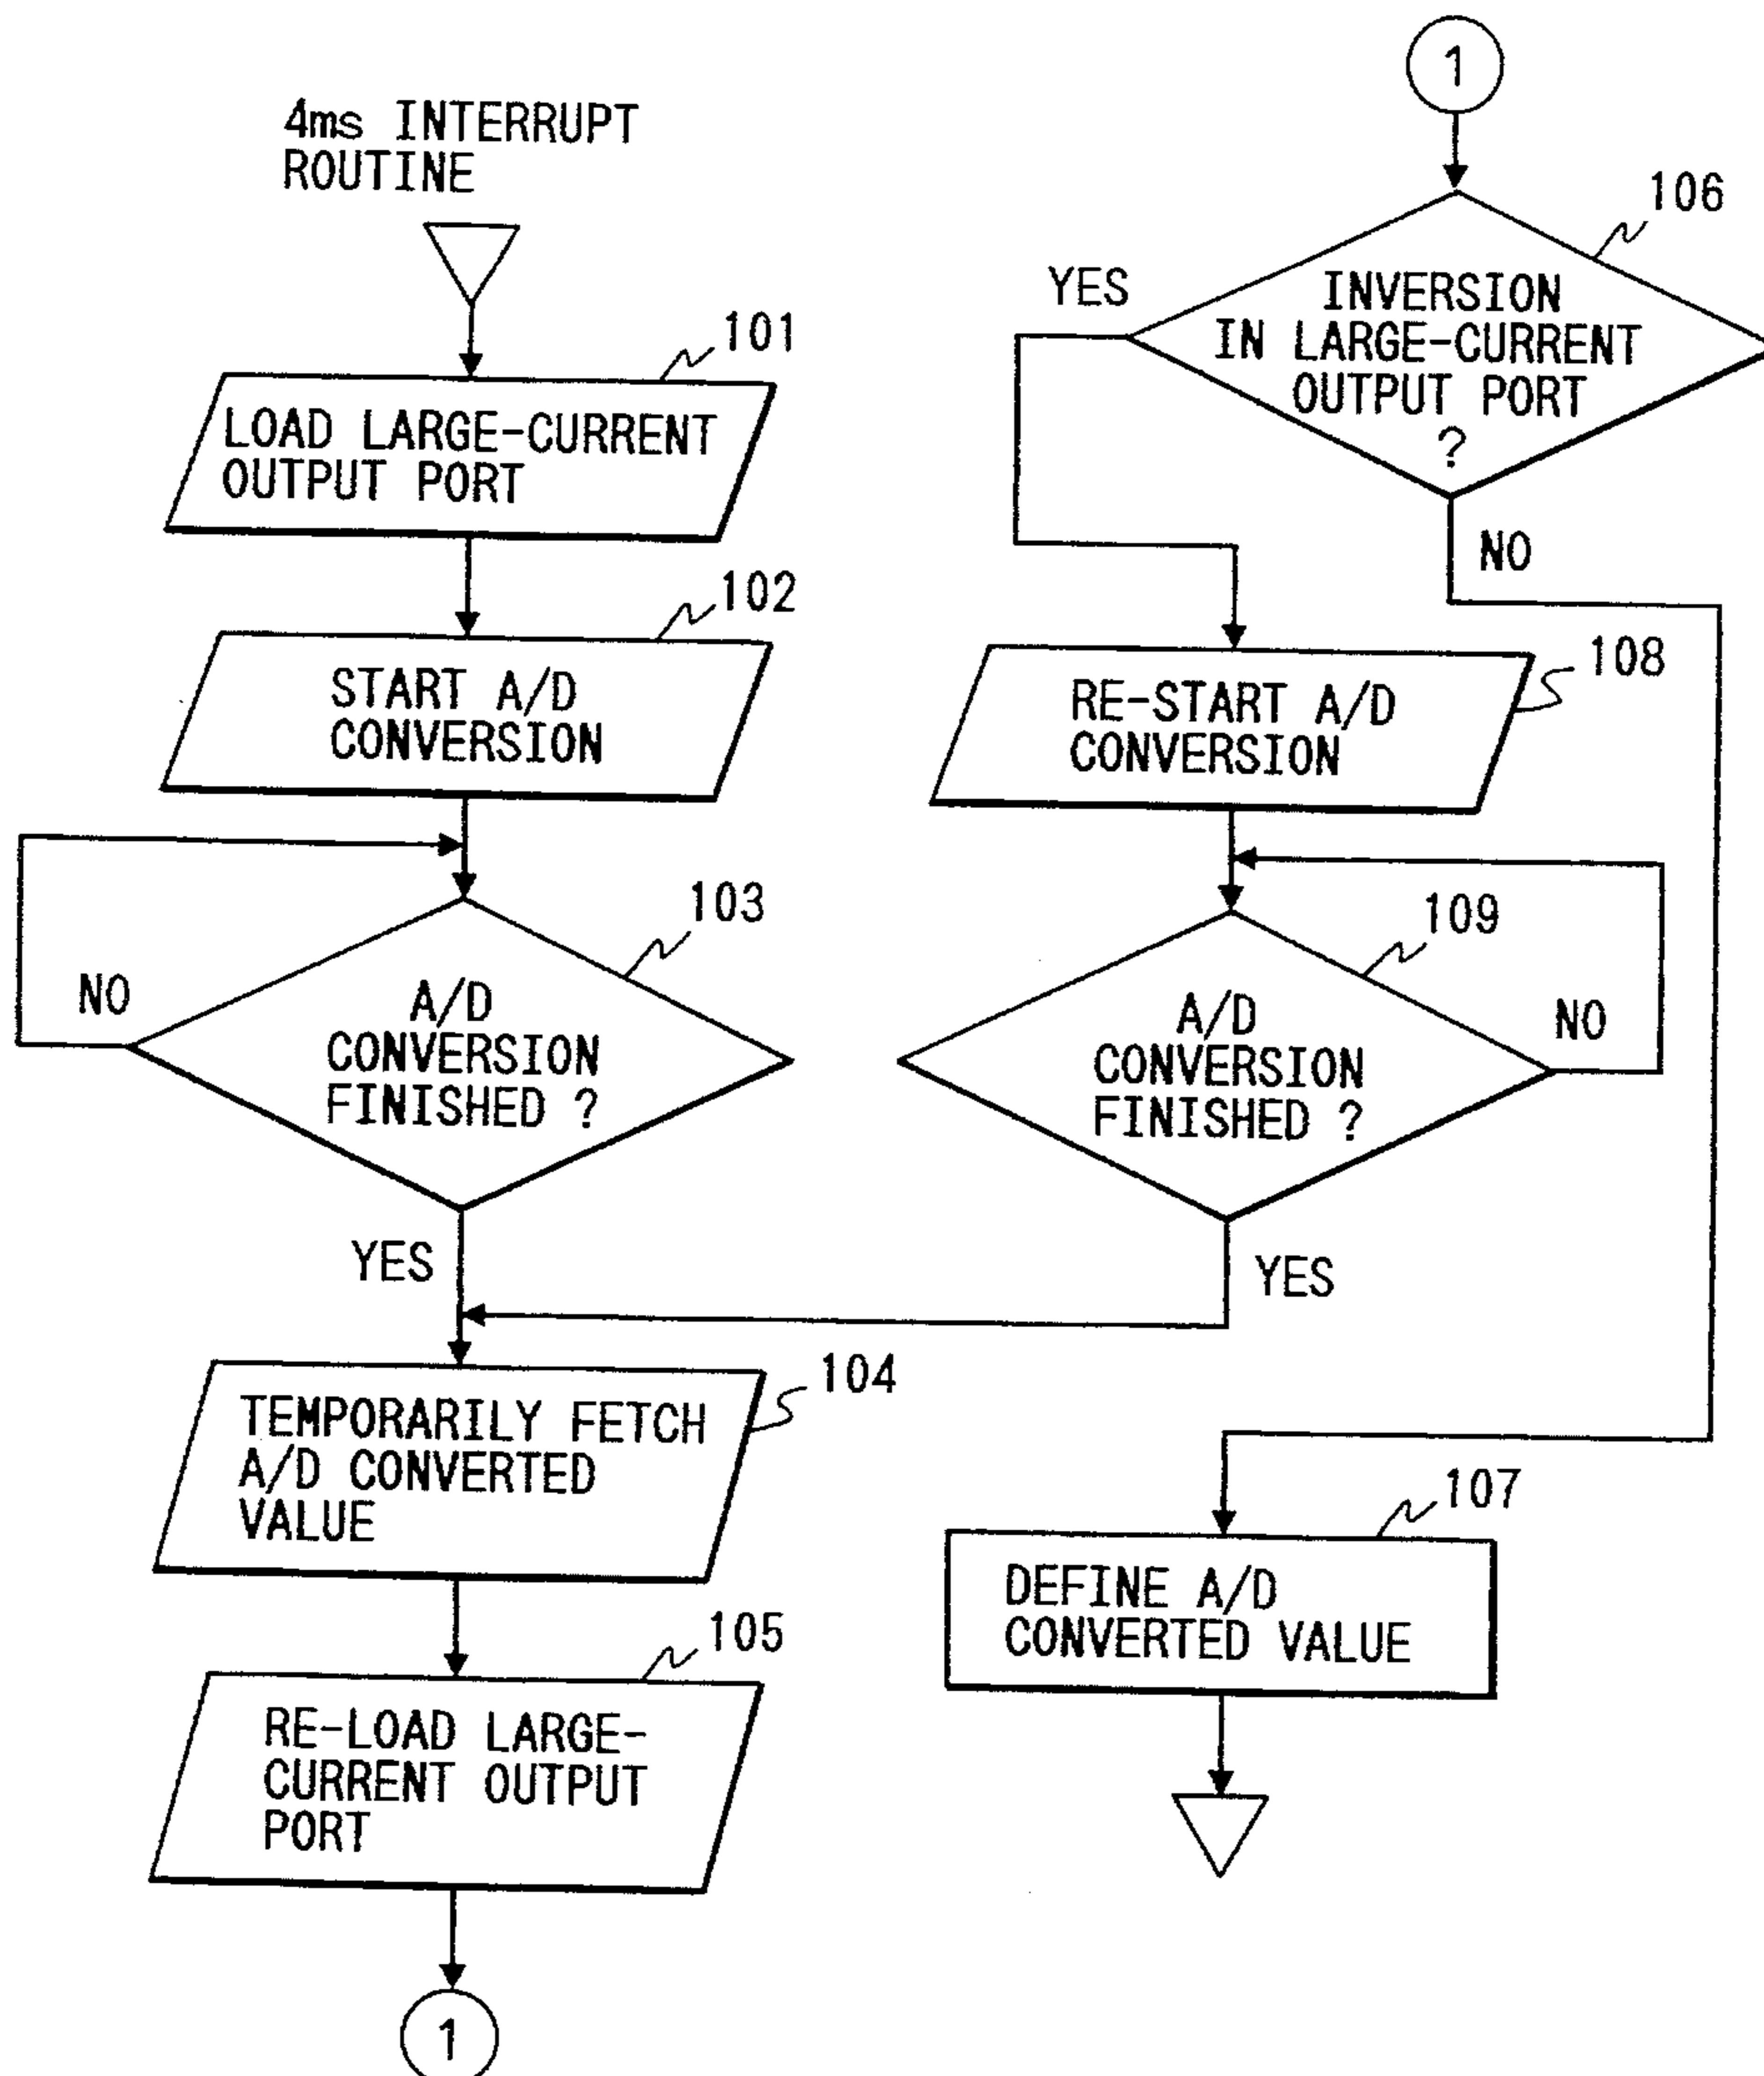 4ms INTERRUPT
ROUTINE
101
LOAD LARGE-CURRENT
OUTPUT PORT
102
START A/D
CONVERSION
103
NO
A/D
CONVERSION
FINISHED ?
YES
104
TEMPORARILY FETCH
A/D CONVERTED
VALUE
105
RE-LOAD LARGE-
CURRENT OUTPUT
PORT
1
1
106
YES
INVERSION
IN LARGE-CURRENT
OUTPUT PORT
?
NO
108
RE-START A/D
CONVERSION
109
A/D
CONVERSION
FINISHED ?
NO
YES
107
DEFINE A/D
CONVERTED VALUE